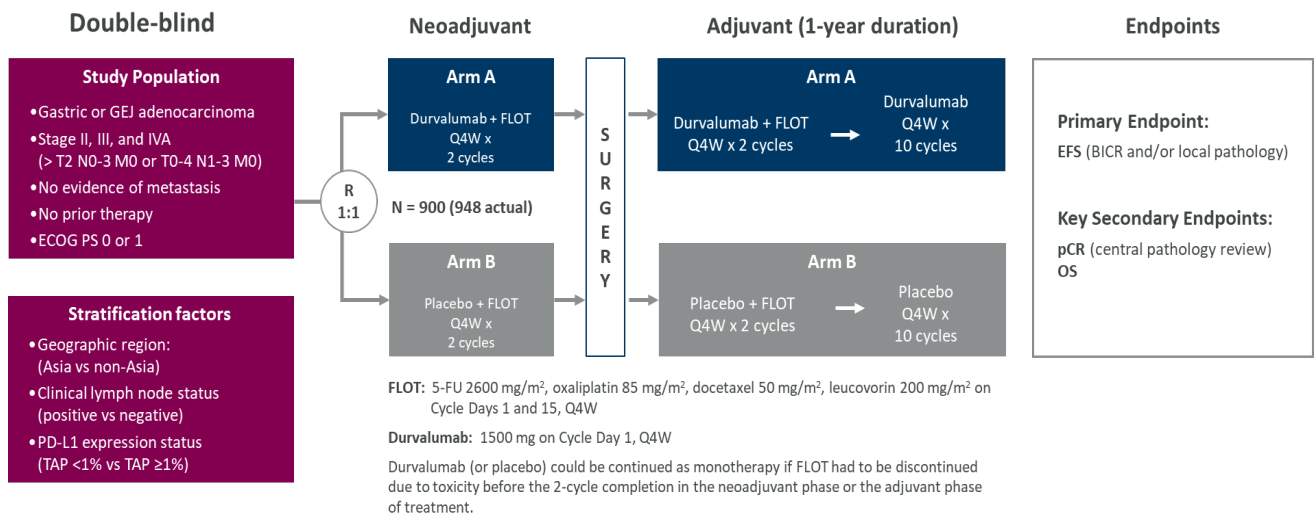 Double-blind
Neoadjuvant
Adjuvant (1-year duration)
Endpoints
Study Population
•Gastric or GEJ adenocarcinoma
•Stage II, III, and IVA
(> T2 N0-3 M0 or T0-4 N1-3 M0)
•No evidence of metastasis
•No prior therapy
•ECOG PS 0 or 1
Stratification factors
•Geographic region:
(Asia vs non-Asia)
•Clinical lymph node status
(positive vs negative)
•PD-L1 expression status
(TAP <1% vs TAP ≥1%)
R
1:1
N = 900 (948 actual)
Arm A
Durvalumab + FLOT
Q4W x
2 cycles
Arm B
Placebo + FLOT
Q4W x
2 cycles
SURGERY
Arm A
Durvalumab + FLOT
Q4W x 2 cycles
Durvalumab
Q4W x
10 cycles
Arm B
Placebo + FLOT
Q4W x 2 cycles
Placebo
Q4W x
10 cycles
Primary Endpoint:
EFS (BICR and/or local pathology)
Key Secondary Endpoints:
pCR (central pathology review)
OS
FLOT: 5-FU 2600 mg/m², oxaliplatin 85 mg/m², docetaxel 50 mg/m², leucovorin 200 mg/m² on
Cycle Days 1 and 15, Q4W
Durvalumab: 1500 mg on Cycle Day 1, Q4W
Durvalumab (or placebo) could be continued as monotherapy if FLOT had to be discontinued
due to toxicity before the 2-cycle completion in the neoadjuvant phase or the adjuvant phase
of treatment.